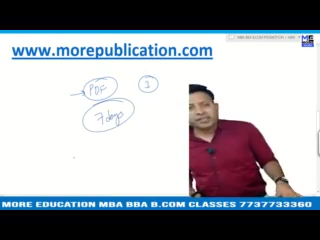 www.morepublication.com
PDF
1
7 days
MORE EDUCATION MBA BBA B.COM CLASSES 7737733360